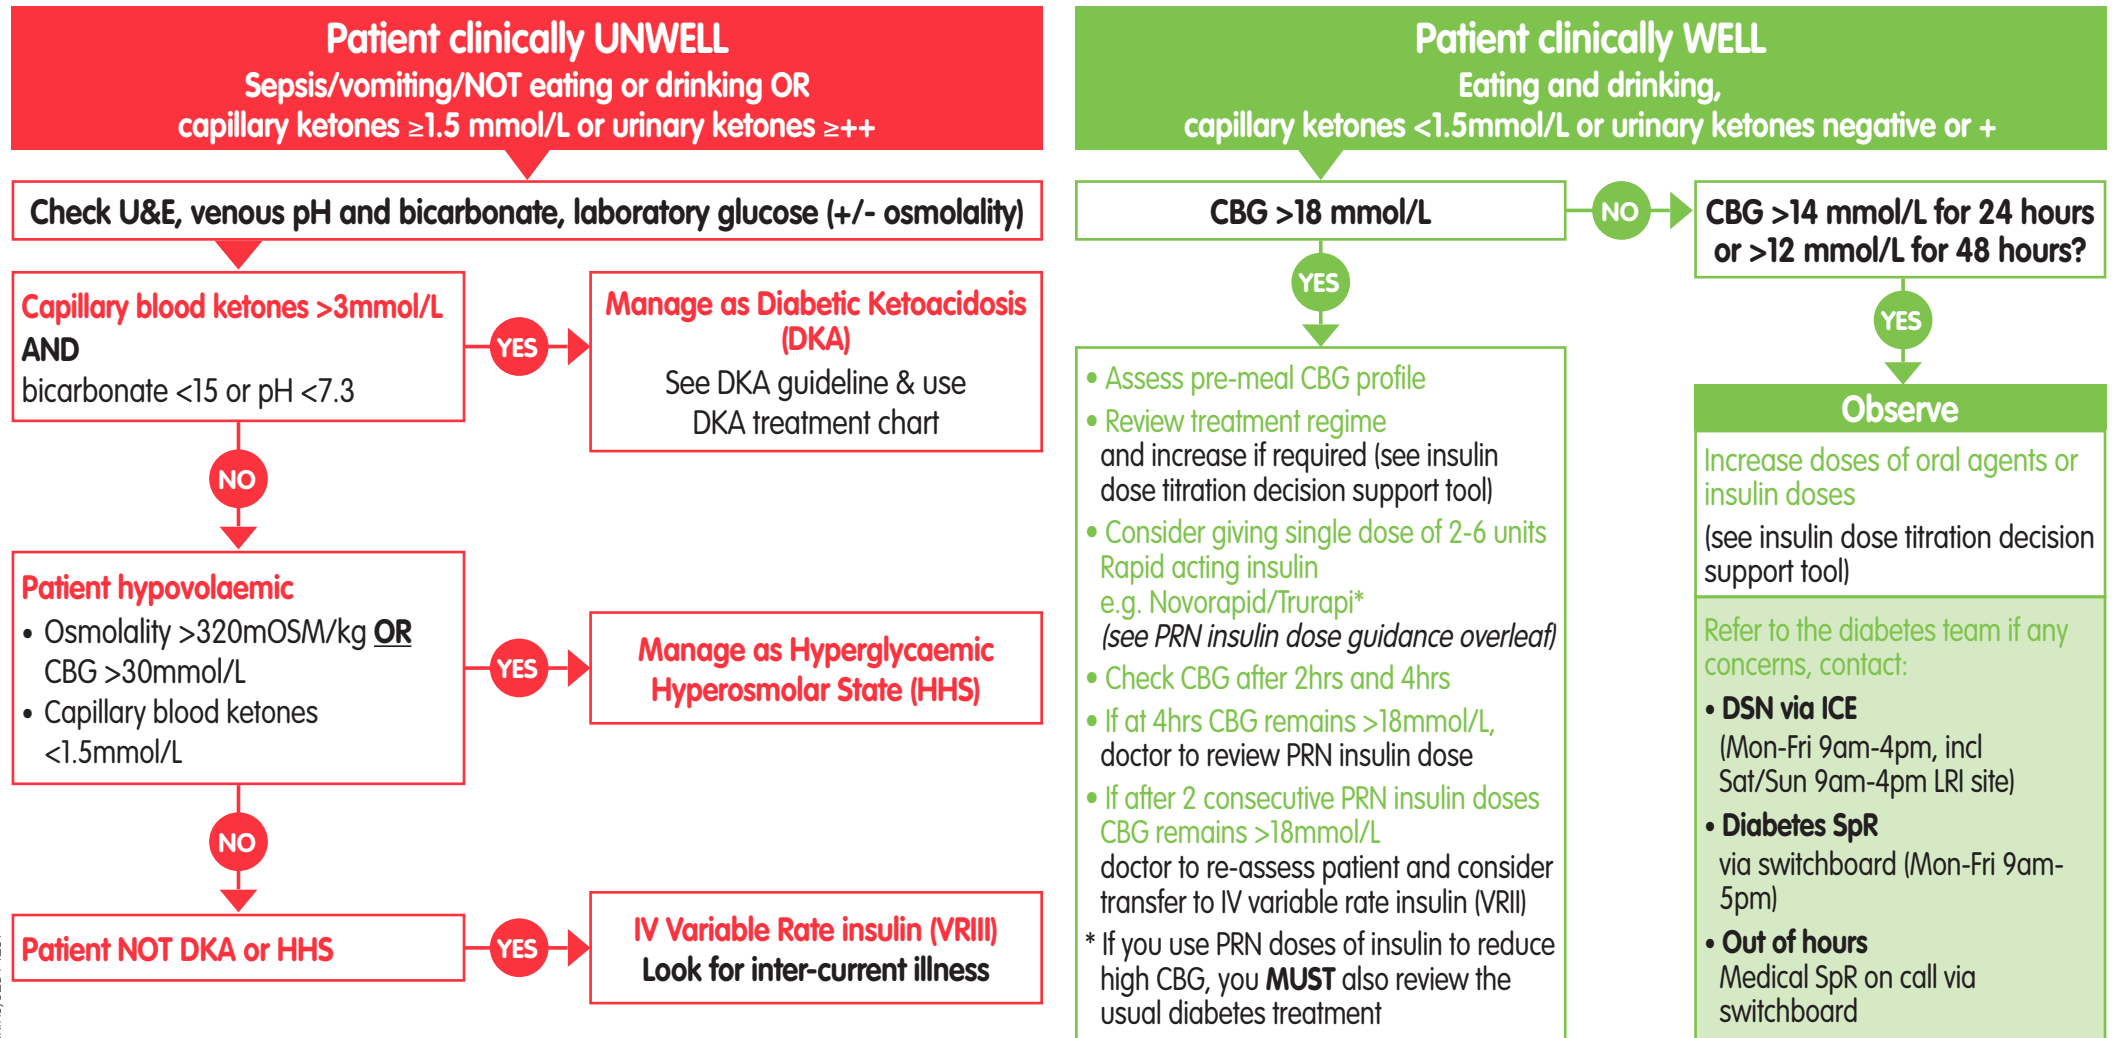 Patient clinically UNWELL
Sepsis/vomiting/NOT eating or drinking OR
capillary ketones ≥1.5 mmol/L or urinary ketones ≥++
Check U&E, venous pH and bicarbonate, laboratory glucose (+/- osmolality)
Capillary blood ketones >3mmol/L
AND
bicarbonate <15 or pH <7.3
YES
Manage as Diabetic Ketoacidosis
(DKA)
See DKA guideline & use
DKA treatment chart
NO
Patient hypovolaemic
• Osmolality >320mOSM/kg OR
CBG >30mmol/L
• Capillary blood ketones
<1.5mmol/L
YES
Manage as Hyperglycaemic
Hyperosmolar State (HHS)
NO
Patient NOT DKA or HHS
YES
IV Variable Rate insulin (VRIII)
Look for inter-current illness
Patient clinically WELL
Eating and drinking,
capillary ketones <1.5mmol/L or urinary ketones negative or +
CBG >18 mmol/L
NO
CBG >14 mmol/L for 24 hours
or >12 mmol/L for 48 hours?
YES
• Assess pre-meal CBG profile
• Review treatment regime
and increase if required (see insulin
dose titration decision support tool)
• Consider giving single dose of 2-6 units
Rapid acting insulin
e.g. Novorapid/Trurapi*
(see PRN insulin dose guidance overleaf)
• Check CBG after 2hrs and 4hrs
• If at 4hrs CBG remains >18mmol/L,
doctor to review PRN insulin dose
• If after 2 consecutive PRN insulin doses
CBG remains >18mmol/L
doctor to re-assess patient and consider
transfer to IV variable rate insulin (VRII)
* If you use PRN doses of insulin to reduce
high CBG, you MUST also review the
usual diabetes treatment
YES
Observe
Increase doses of oral agents or
insulin doses
(see insulin dose titration decision
support tool)
Refer to the diabetes team if any
concerns, contact:
• DSN via ICE
(Mon-Fri 9am-4pm, incl
Sat/Sun 9am-4pm LRI site)
• Diabetes SpR
via switchboard (Mon-Fri 9am-
5pm)
• Out of hours
Medical SpR on call via
switchboard